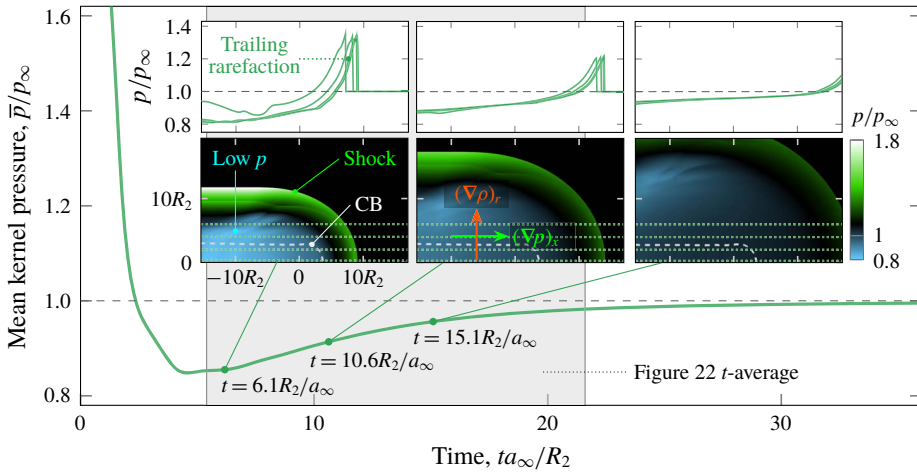 1.6
1.4
1.2
1.0
0.8
Mean kernel pressure, p̅/p∞
0
10
20
30
Time, ta∞/R₂
1.4
1.2
1.0
0.8
p/p∞
Trailing
rarefaction
Low p
Shock
CB
10R₂
0
−10R₂
0
10R₂
(∇ρ)ᵣ
(∇p)ₓ
p/p∞
1.8
1
0.8
t = 6.1R₂/a∞
t = 10.6R₂/a∞
t = 15.1R₂/a∞
Figure 22 t-average